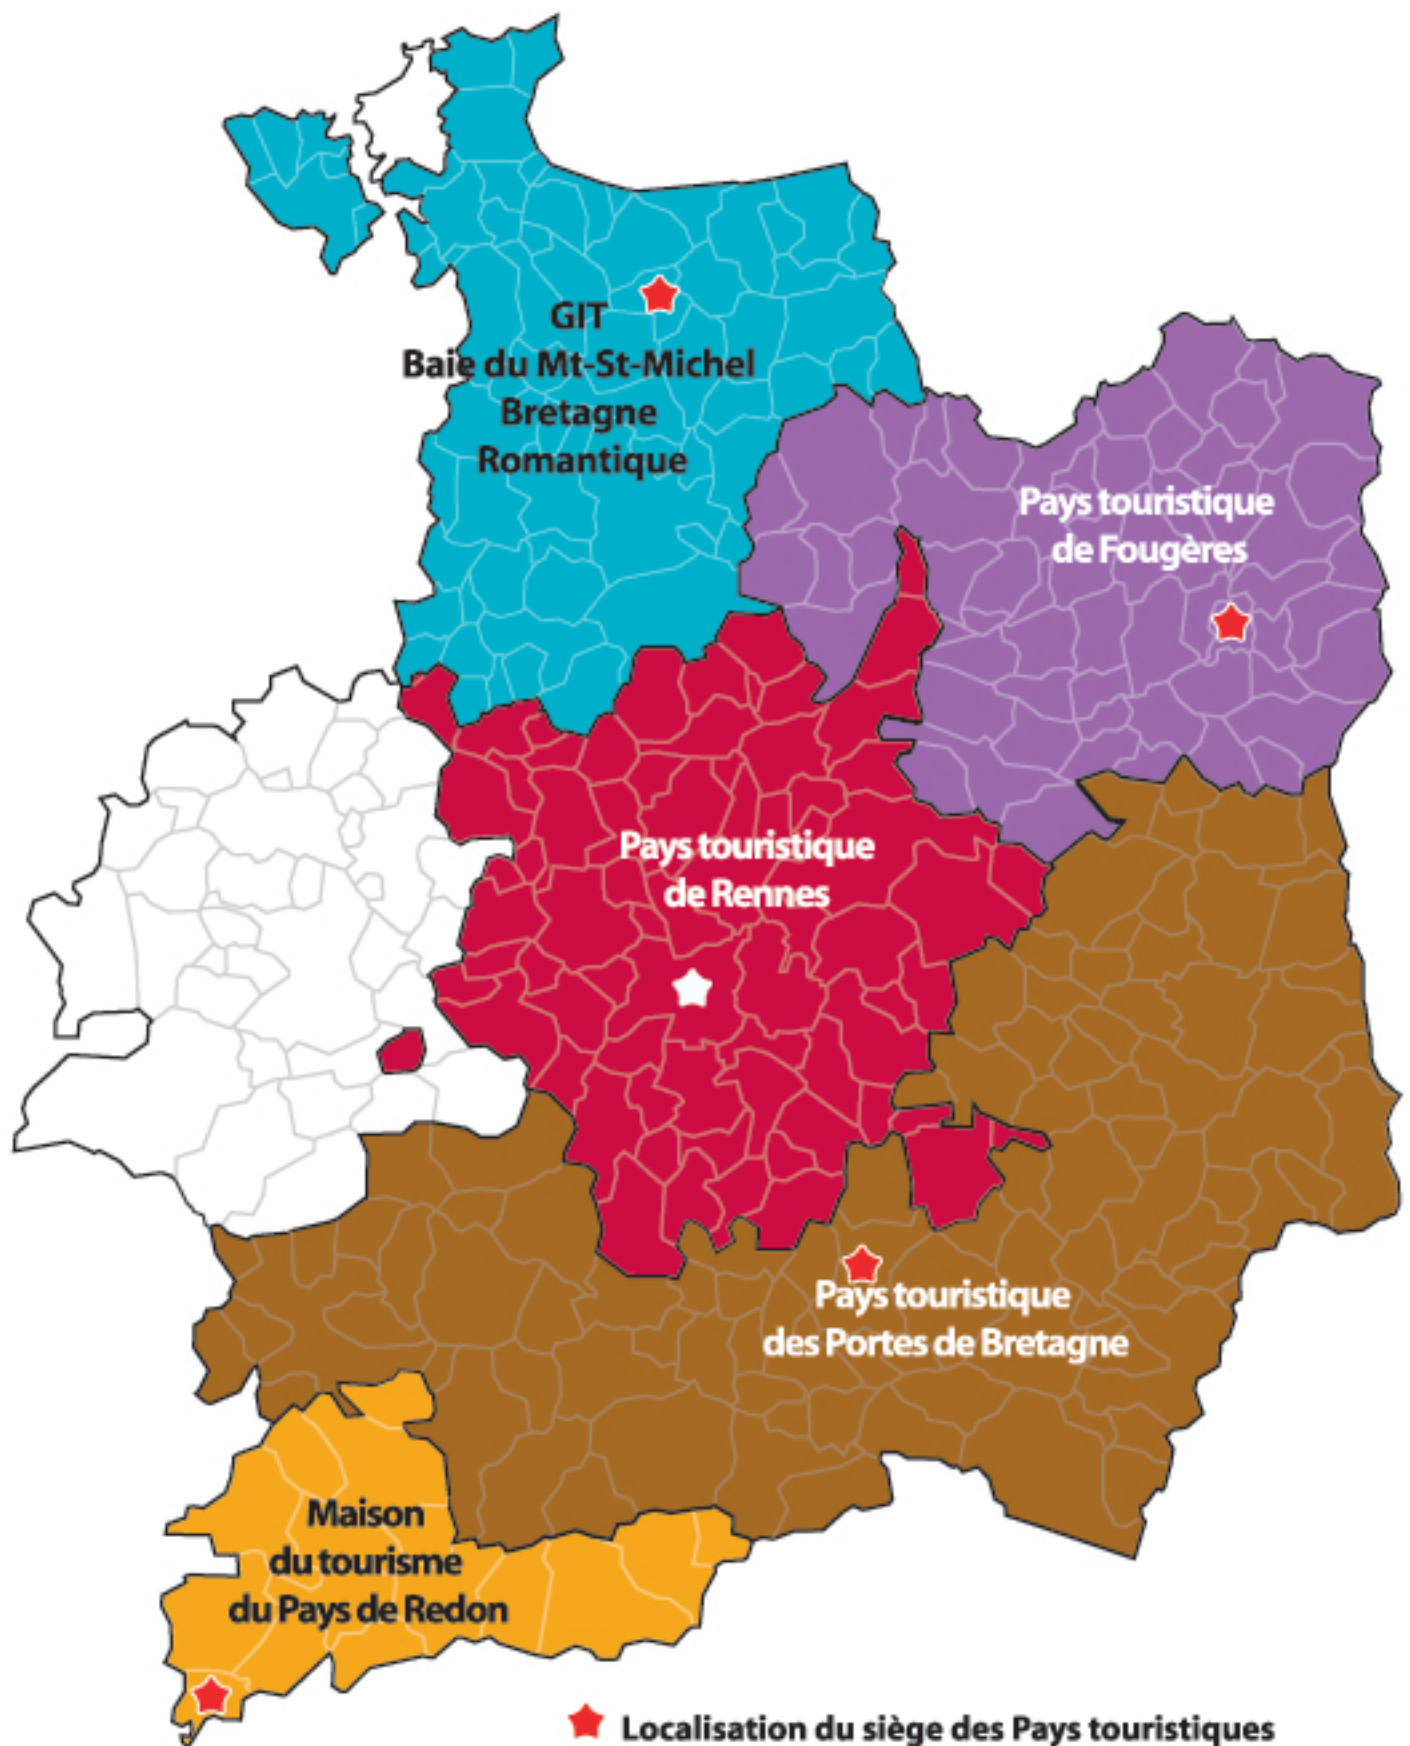 GIT
Baie du Mt-St-Michel
Bretagne
Romantique
Pays touristique
de Fougères
Pays touristique
de Rennes
Pays touristique
des Portes de Bretagne
Maison
du tourisme
du Pays de Redon
Localisation du siège des Pays touristiques